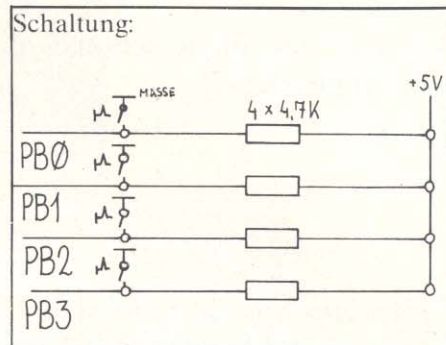 Schaltung:
MASSE
4 x 4,7K
+5V
PBØ
PB1
PB2
PB3